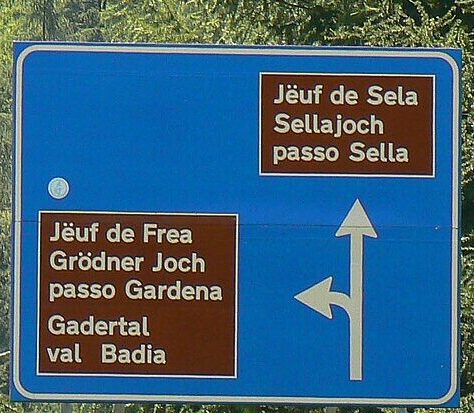 Jëuf de Sela
Sellajoch
passo Sella
Jëuf de Frea
Grödner Joch
passo Gardena
Gadertal
val Badia